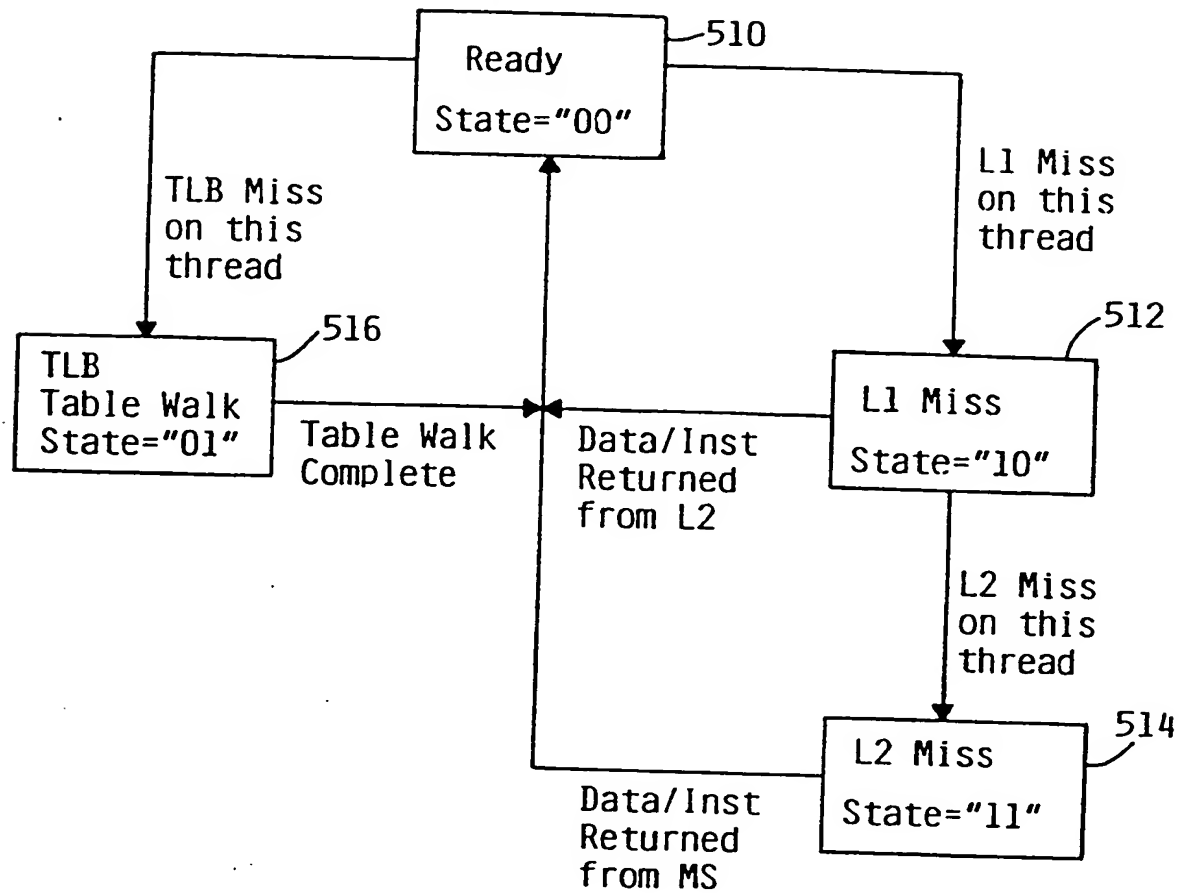 510
Ready
State="00"
TLB Miss
on this
thread
L1 Miss
on this
thread
516
TLB
Table Walk
State="01"
512
L1 Miss
State="10"
Table Walk
Complete
Data/Inst
Returned
from L2
L2 Miss
on this
thread
514
L2 Miss
State="11"
Data/Inst
Returned
from MS